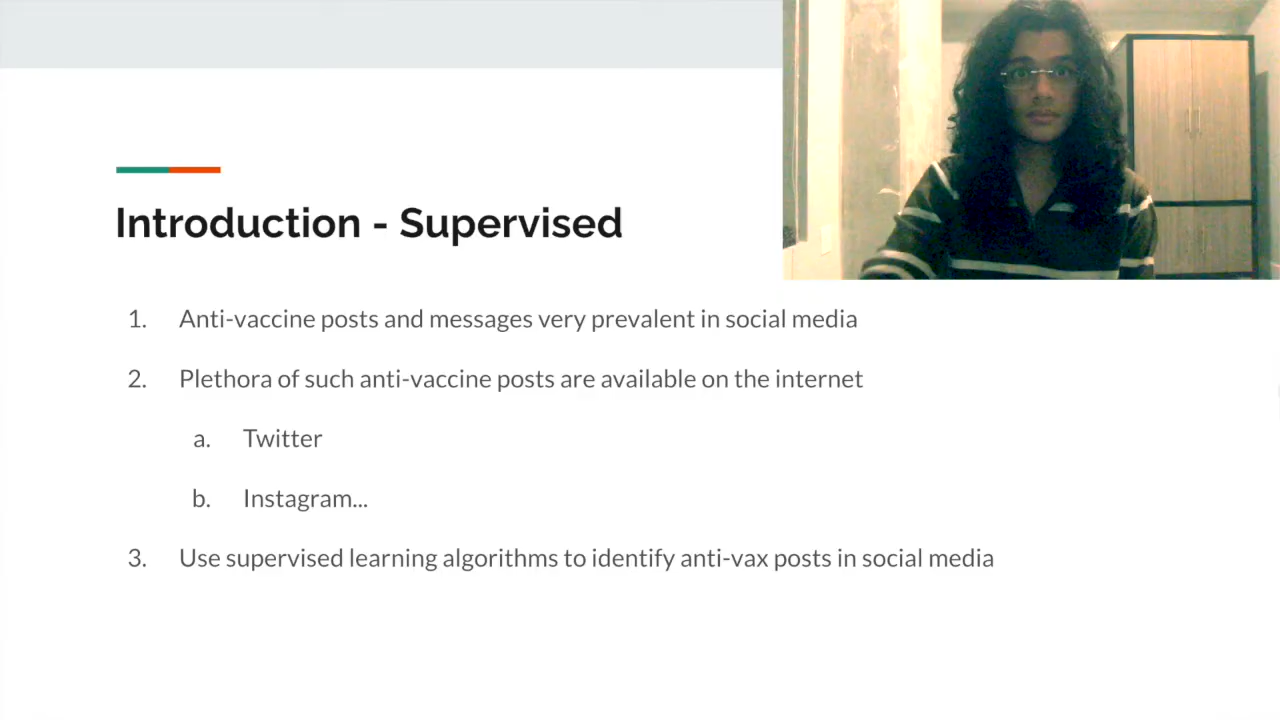 Introduction - Supervised
1. Anti-vaccine posts and messages very prevalent in social media
2. Plethora of such anti-vaccine posts are available on the internet
a. Twitter
b. Instagram...
3. Use supervised learning algorithms to identify anti-vax posts in social media